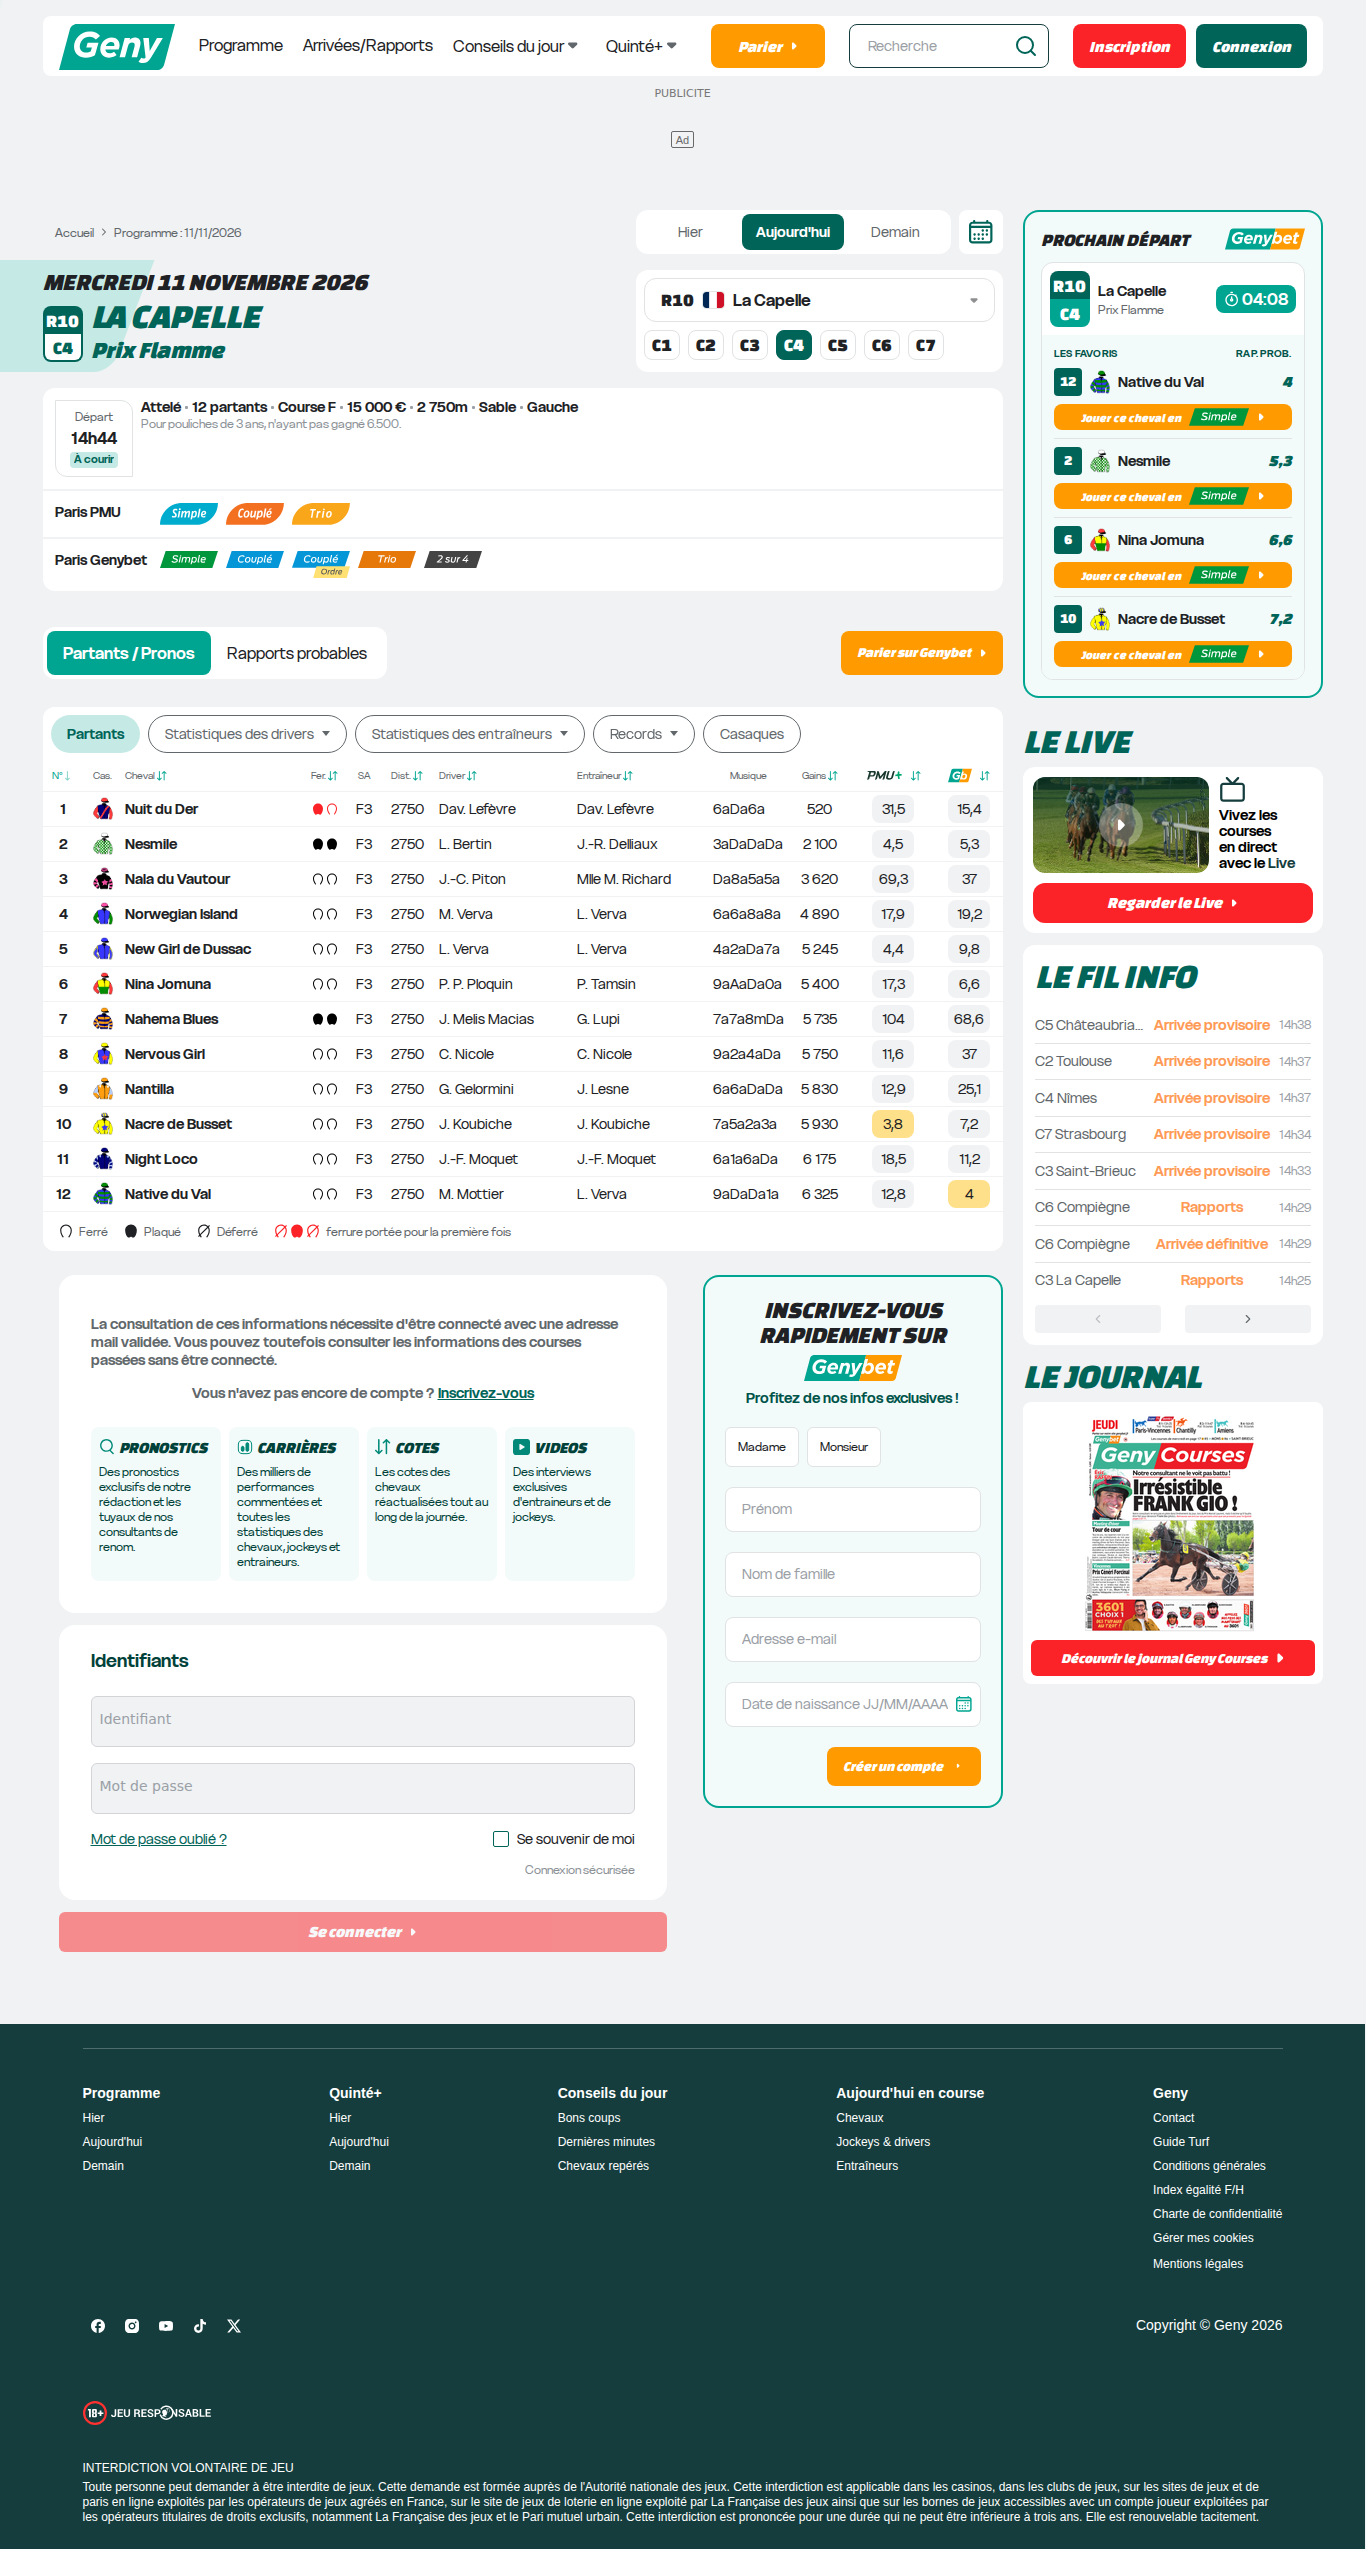 Geny
Programme
Arrivées/Rapports
Conseils du jour
Quinté+
Parier
Recherche
Inscription
Connexion
PUBLICITE
Ad
Accueil > Programme : 11/11/2026
Hier
Aujourd'hui
Demain
MERCREDI 11 NOVEMBRE 2026
R10
C4
LA CAPELLE
Prix Flamme
R10 La Capelle
C1 C2 C3 C4 C5 C6 C7
Départ
14h44
À courir
Attelé • 12 partants • Course F • 15 000 € • 2 750m • Sable • Gauche
Pour pouliches de 3 ans, n'ayant pas gagné 6.500.
Paris PMU
Simple Couplé Trio
Paris Genybet
Simple Couplé Couplé Ordre Trio 2 sur 4
Partants / Pronos
Rapports probables
Parier sur Genybet
Partants
Statistiques des drivers
Statistiques des entraîneurs
Records
Casaques
N° Cas. Cheval Fer. SA Dist. Driver Entraîneur Musique Gains PMU+ Gb
1 Nuit du Der F3 2750 Dav. Lefèvre Dav. Lefèvre 6aDa6a 520 31,5 15,4
2 Nesmile F3 2750 L. Bertin J.-R. Delliaux 3aDaDaDa 2 100 4,5 5,3
3 Nala du Vautour F3 2750 J.-C. Piton Mlle M. Richard Da8a5a5a 3 620 69,3 37
4 Norwegian Island F3 2750 M. Verva L. Verva 6a6a8a8a 4 890 17,9 19,2
5 New Girl de Dussac F3 2750 L. Verva L. Verva 4a2aDa7a 5 245 4,4 9,8
6 Nina Jomuna F3 2750 P. P. Ploquin P. Tamsin 9aAaDa0a 5 400 17,3 6,6
7 Nahema Blues F3 2750 J. Melis Macias G. Lupi 7a7a8mDa 5 735 104 68,6
8 Nervous Girl F3 2750 C. Nicole C. Nicole 9a2a4aDa 5 750 11,6 37
9 Nantilla F3 2750 G. Gelormini J. Lesne 6a6aDaDa 5 830 12,9 25,1
10 Nacre de Busset F3 2750 J. Koubiche J. Koubiche 7a5a2a3a 5 930 3,8 7,2
11 Night Loco F3 2750 J.-F. Moquet J.-F. Moquet 6a1a6aDa 6 175 18,5 11,2
12 Native du Val F3 2750 M. Mottier L. Verva 9aDaDa1a 6 325 12,8 4
Ferré Plaqué Déferré ferrure portée pour la première fois
La consultation de ces informations nécessite d'être connecté avec une adresse
mail validée. Vous pouvez toutefois consulter les informations des courses
passées sans être connecté.
Vous n'avez pas encore de compte ? Inscrivez-vous
PRONOSTICS
Des pronostics
exclusifs de notre
rédaction et les
tuyaux de nos
consultants de
renom.
CARRIÈRES
Des milliers de
performances
commentées et
toutes les
statistiques des
chevaux, jockeys et
entraineurs.
COTES
Les cotes des
chevaux
réactualisées tout au
long de la journée.
VIDEOS
Des interviews
exclusives
d'entraineurs et de
jockeys.
Identifiants
Identifiant
Mot de passe
Mot de passe oublié ?
Se souvenir de moi
Connexion sécurisée
Se connecter
INSCRIVEZ-VOUS
RAPIDEMENT SUR
Genybet
Profitez de nos infos exclusives !
Madame
Monsieur
Prénom
Nom de famille
Adresse e-mail
Date de naissance JJ/MM/AAAA
Créer un compte
PROCHAIN DÉPART
Genybet
R10
C4
La Capelle
Prix Flamme
04:08
LES FAVORIS
RAP. PROB.
12 Native du Val 4
Jouer ce cheval en Simple
2 Nesmile 5,3
Jouer ce cheval en Simple
6 Nina Jomuna 6,6
Jouer ce cheval en Simple
10 Nacre de Busset 7,2
Jouer ce cheval en Simple
LE LIVE
Vivez les
courses
en direct
avec le Live
Regarder le Live
LE FIL INFO
C5 Châteaubria... Arrivée provisoire 14h38
C2 Toulouse Arrivée provisoire 14h37
C4 Nîmes Arrivée provisoire 14h37
C7 Strasbourg Arrivée provisoire 14h34
C3 Saint-Brieuc Arrivée provisoire 14h33
C6 Compiègne Rapports 14h29
C6 Compiègne Arrivée définitive 14h29
C3 La Capelle Rapports 14h25
LE JOURNAL
JEUDI
Paris-Vincennes
Chantilly
Amiens
Genybet
Geny Courses
Notre consultant ne le voit pas battu !
Irrésistible
FRANK GIO !
Tour de cour
Prix Cénéri Forcinal
3601
CHOIX 1
Découvrir le journal Geny Courses
Programme
Hier
Aujourd'hui
Demain
Quinté+
Hier
Aujourd'hui
Demain
Conseils du jour
Bons coups
Dernières minutes
Chevaux repérés
Aujourd'hui en course
Chevaux
Jockeys & drivers
Entraîneurs
Geny
Contact
Guide Turf
Conditions générales
Index égalité F/H
Charte de confidentialité
Gérer mes cookies
Mentions légales
Copyright © Geny 2026
18+ JEU RESPONSABLE
INTERDICTION VOLONTAIRE DE JEU
Toute personne peut demander à être interdite de jeux. Cette demande est formée auprès de l'Autorité nationale des jeux. Cette interdiction est applicable dans les casinos, dans les clubs de jeux, sur les sites de jeux et de
paris en ligne exploités par les opérateurs de jeux agréés en France, sur le site de jeux de loterie en ligne exploité par La Française des jeux ainsi que sur les bornes de jeux accessibles avec un compte joueur exploitées par
les opérateurs titulaires de droits exclusifs, notamment La Française des jeux et le Pari mutuel urbain. Cette interdiction est prononcée pour une durée qui ne peut être inférieure à trois ans. Elle est renouvelable tacitement.